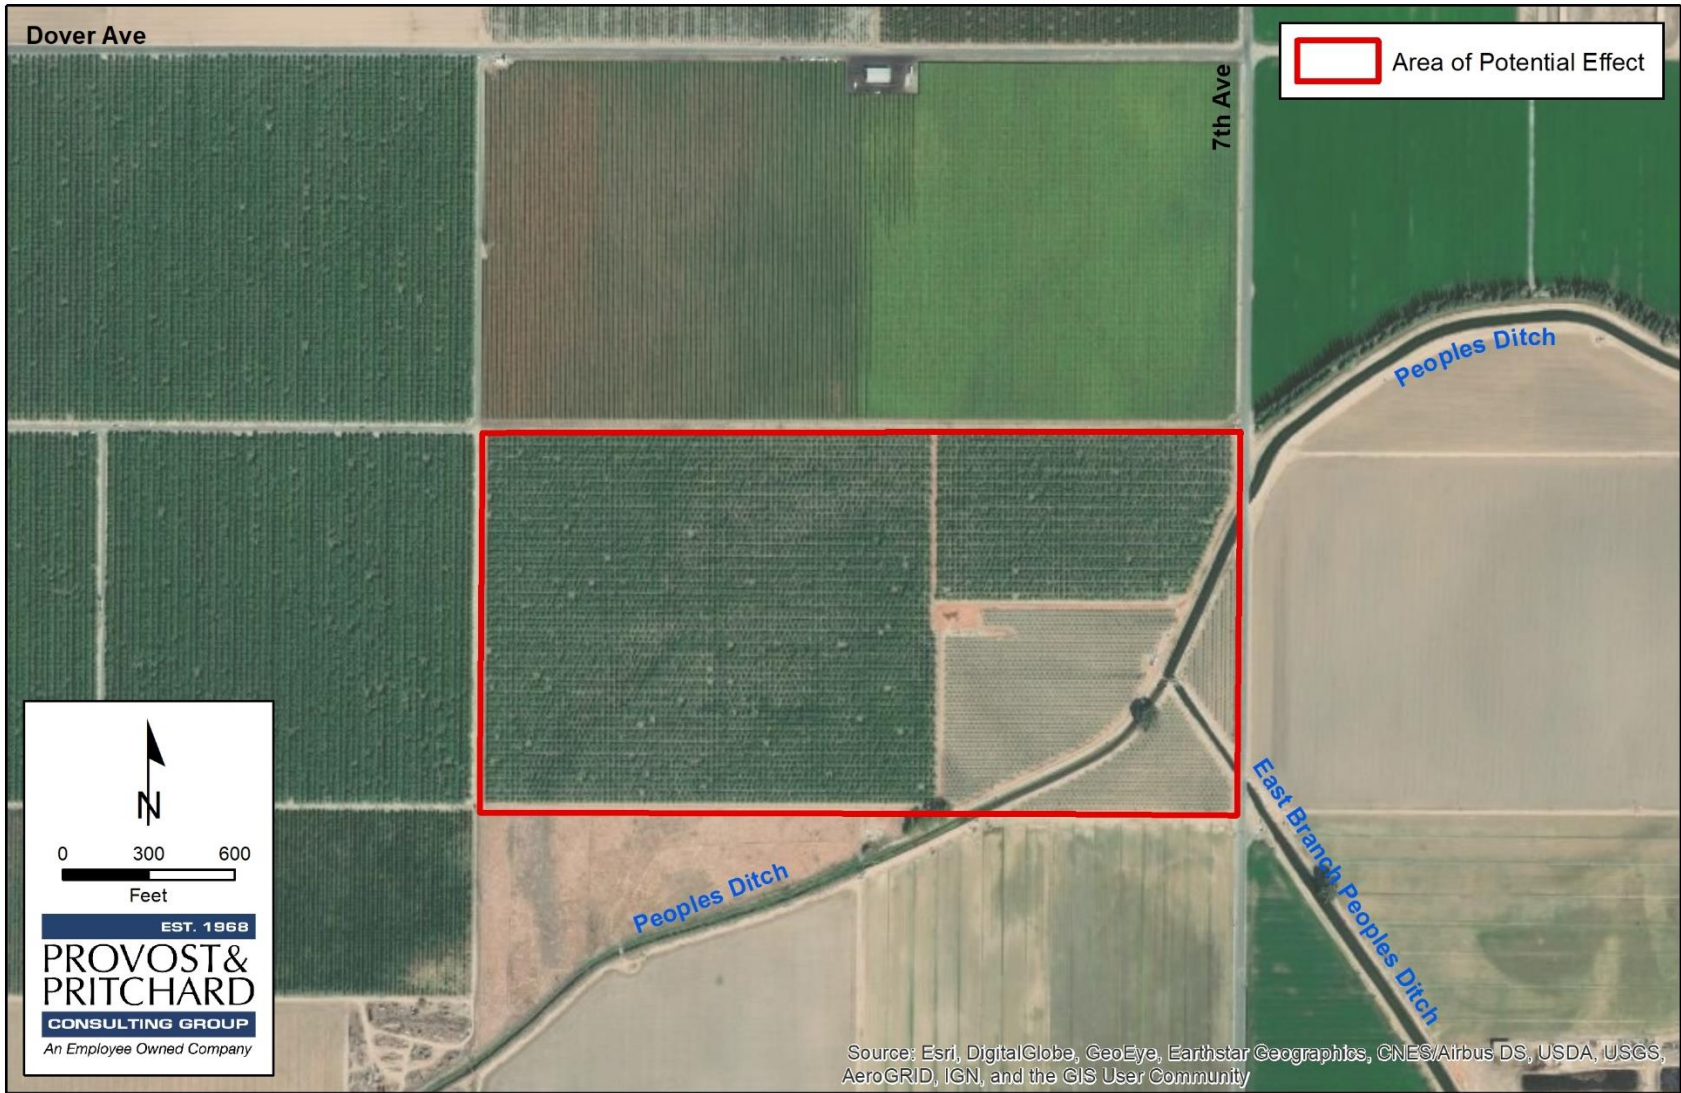 Dover Ave
7th Ave
Area of Potential Effect
Peoples Ditch
East Branch Peoples Ditch
Peoples Ditch
N
0 300 600
Feet
EST. 1968
PROVOST&
PRITCHARD
CONSULTING GROUP
An Employee Owned Company
Source: Esri, DigitalGlobe, GeoEye, Earthstar Geographics, CNES/Airbus DS, USDA, USGS,
AeroGRID, IGN, and the GIS User Community